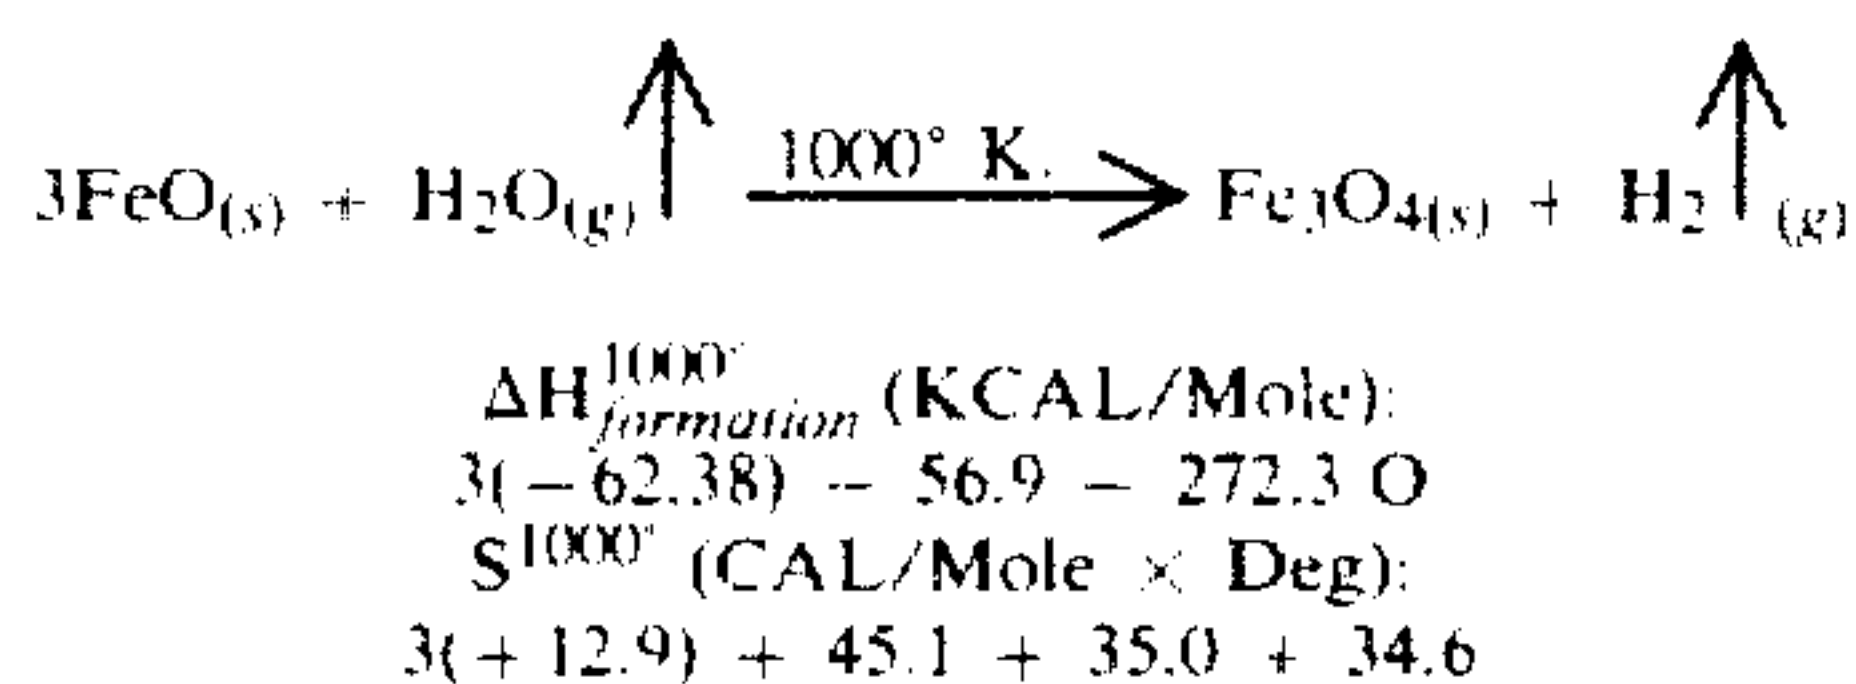 3FeO(s) + H2O(g)↑ 1000° K. → Fe3O4(s) + H2↑(g)
ΔH1000° formation (KCAL/Mole):
3(−62.38) − 56.9 − 272.3 O
S1000° (CAL/Mole × Deg):
3(+12.9) + 45.1 + 35.0 + 34.6